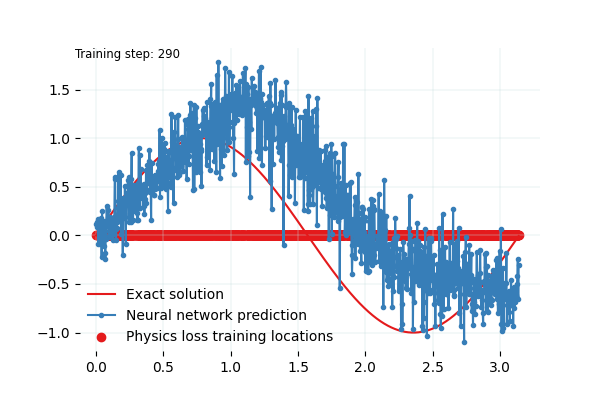 Training step: 290
1.5
1.0
0.5
0.0
−0.5
−1.0
Exact solution
Neural network prediction
Physics loss training locations
0.0 0.5 1.0 1.5 2.0 2.5 3.0